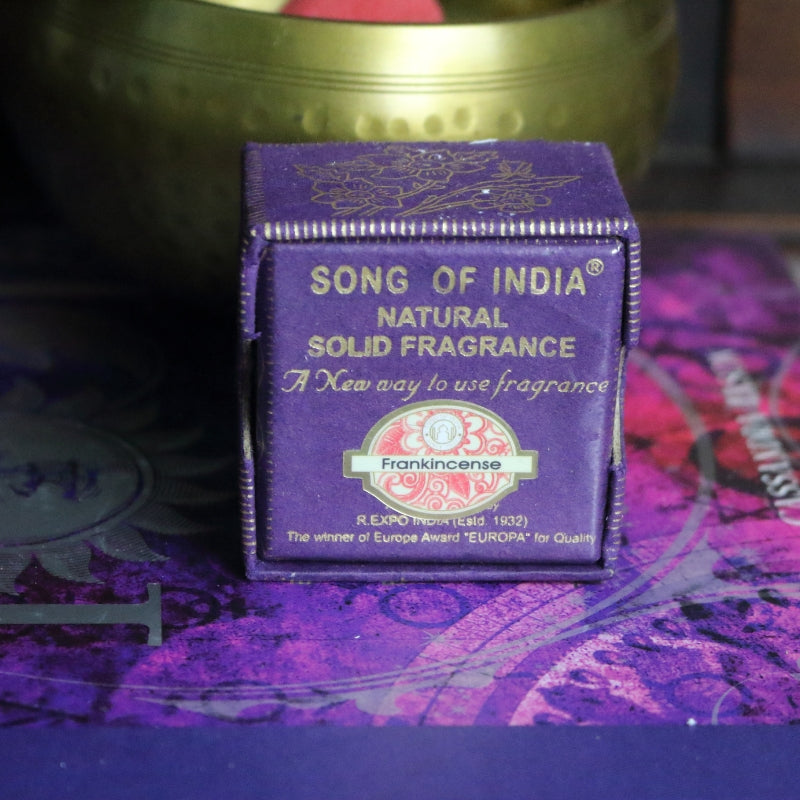 SONG OF INDIA®
NATURAL
SOLID FRAGRANCE
A New way to use fragrance
Frankincense
by
R.EXPO INDIA (Estd. 1932)
The winner of Europe Award "EUROPA" for Quality